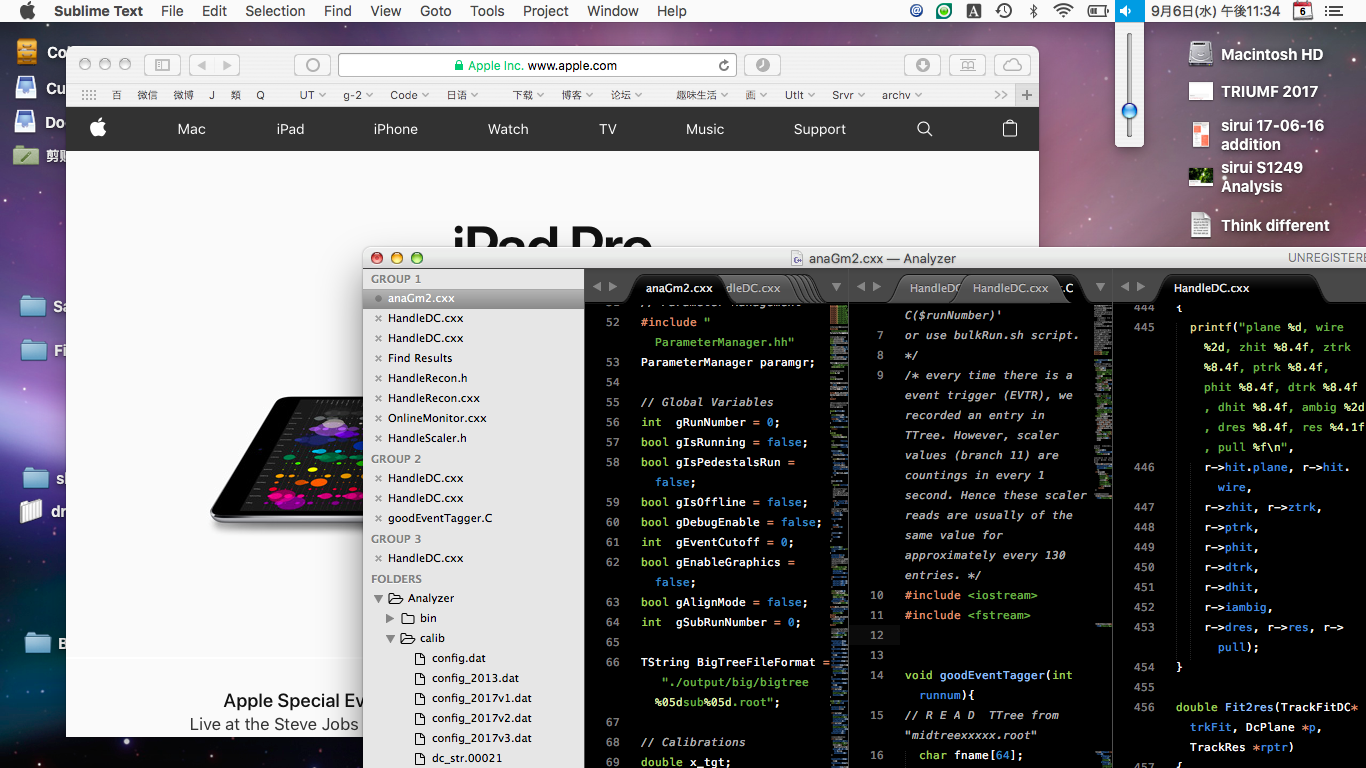 Sublime Text File Edit Selection Find View Goto Tools Project Window Help
A 9月6日(水) 午後11:34 6
Macintosh HD
TRIUMF 2017
sirui 17-06-16
addition
sirui S1249
Analysis
Think different
Apple Inc. www.apple.com
百 微信 微博 J 類 Q UT g-2 Code 日语 下载 博客 论坛 趣味生活 画 Utlt Srvr archv
Mac iPad iPhone Watch TV Music Support
iPad Pro
Apple Special Ev
Live at the Steve Jobs
anaGm2.cxx — Analyzer
UNREGISTERE
GROUP 1
anaGm2.cxx
HandleDC.cxx
HandleDC.cxx
Find Results
HandleRecon.h
HandleRecon.cxx
OnlineMonitor.cxx
HandleScaler.h
GROUP 2
HandleDC.cxx
HandleDC.cxx
goodEventTagger.C
GROUP 3
HandleDC.cxx
FOLDERS
Analyzer
bin
calib
config.dat
config_2013.dat
config_2017v1.dat
config_2017v2.dat
config_2017v3.dat
dc_str.00021
anaGm2.cxx dleDC.cxx
52 #include "
ParameterManager.hh"
53 ParameterManager paramgr;
54
55 // Global Variables
56 int gRunNumber = 0;
57 bool gIsRunning = false;
58 bool gIsPedestalsRun =
false;
59 bool gIsOffline = false;
60 bool gDebugEnable = false;
61 int gEventCutoff = 0;
62 bool gEnableGraphics =
false;
63 bool gAlignMode = false;
64 int gSubRunNumber = 0;
65
66 TString BigTreeFileFormat =
"./output/big/bigtree
%05dsub%05d.root";
67
68 // Calibrations
69 double x_tgt;
HandleDC HandleDC.cxx .C
C($runNumber)'
7 or use bulkRun.sh script.
8 */
9 /* every time there is a
event trigger (EVTR), we
recorded an entry in
TTree. However, scaler
values (branch 11) are
countings in every 1
second. Hence these scaler
reads are usually of the
same value for
approximately every 130
entries. */
10 #include <iostream>
11 #include <fstream>
12
13
14 void goodEventTagger(int
runnum){
15 // R E A D  TTree from
"midtreexxxxx.root"
16 char fname[64];
HandleDC.cxx
444 {
445 printf("plane %d, wire
%2d, zhit %8.4f, ztrk
%8.4f, ptrk %8.4f,
phit %8.4f, dtrk %8.4f
, dhit %8.4f, ambig %2d
, dres %8.4f, res %4.1f
, pull %f\n",
446 r->hit.plane, r->hit.
wire,
447 r->zhit, r->ztrk,
448 r->ptrk,
449 r->phit,
450 r->dtrk,
451 r->dhit,
452 r->iambig,
453 r->dres, r->res, r->
pull);
454 }
455
456 double Fit2res(TrackFitDC*
trkFit, DcPlane *p,
TrackRes *rptr)
457 {